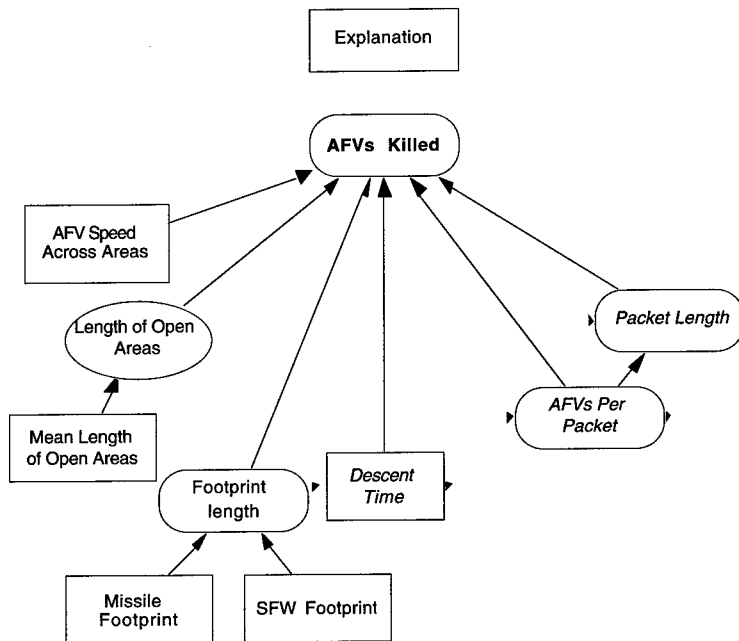 Explanation
AFVs Killed
AFV Speed
Across Areas
Length of Open
Areas
Packet Length
Mean Length
of Open Areas
AFVs Per
Packet
Footprint
length
Descent
Time
Missile
Footprint
SFW Footprint